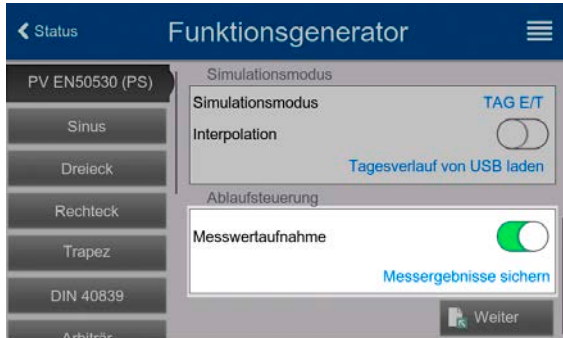 Status
Funktionsgenerator
PV EN50530 (PS)
Sinus
Dreieck
Rechteck
Trapez
DIN 40839
Arbiträr
Simulationsmodus
Simulationsmodus TAG E/T
Interpolation
Tagesverlauf von USB laden
Ablaufsteuerung
Messwertaufnahme
Messergebnisse sichern
Weiter